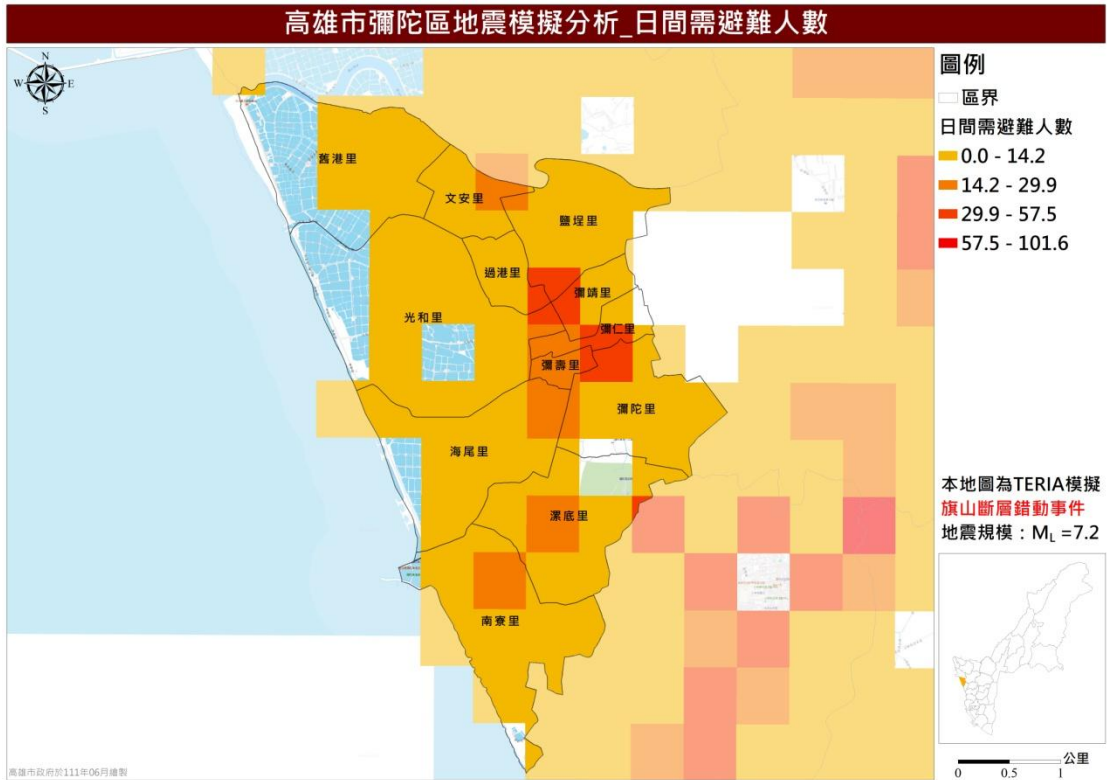 高雄市彌陀區地震模擬分析_日間需避難人數
N
W
E
S
圖例
區界
日間需避難人數
0.0 - 14.2
14.2 - 29.9
29.9 - 57.5
57.5 - 101.6
舊港里
文安里
鹽埕里
過港里
彌靖里
光和里
彌仁里
彌壽里
彌陀里
海尾里
漯底里
南寮里
本地圖為TERIA模擬
旗山斷層錯動事件
地震規模：ML =7.2
公里
0 0.5 1
高雄市政府於111年06月繪製